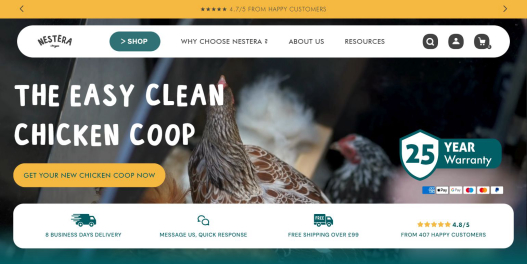 ★★★★★ 4.7/5 FROM HAPPY CUSTOMERS
NESTERA
> SHOP
WHY CHOOSE NESTERA ?
ABOUT US
RESOURCES
THE EASY CLEAN
CHICKEN COOP
GET YOUR NEW CHICKEN COOP NOW
25 YEAR
Warranty
8 BUSINESS DAYS DELIVERY
MESSAGE US, QUICK RESPONSE
FREE
FREE SHIPPING OVER £99
★★★★★ 4.8/5
FROM 407 HAPPY CUSTOMERS